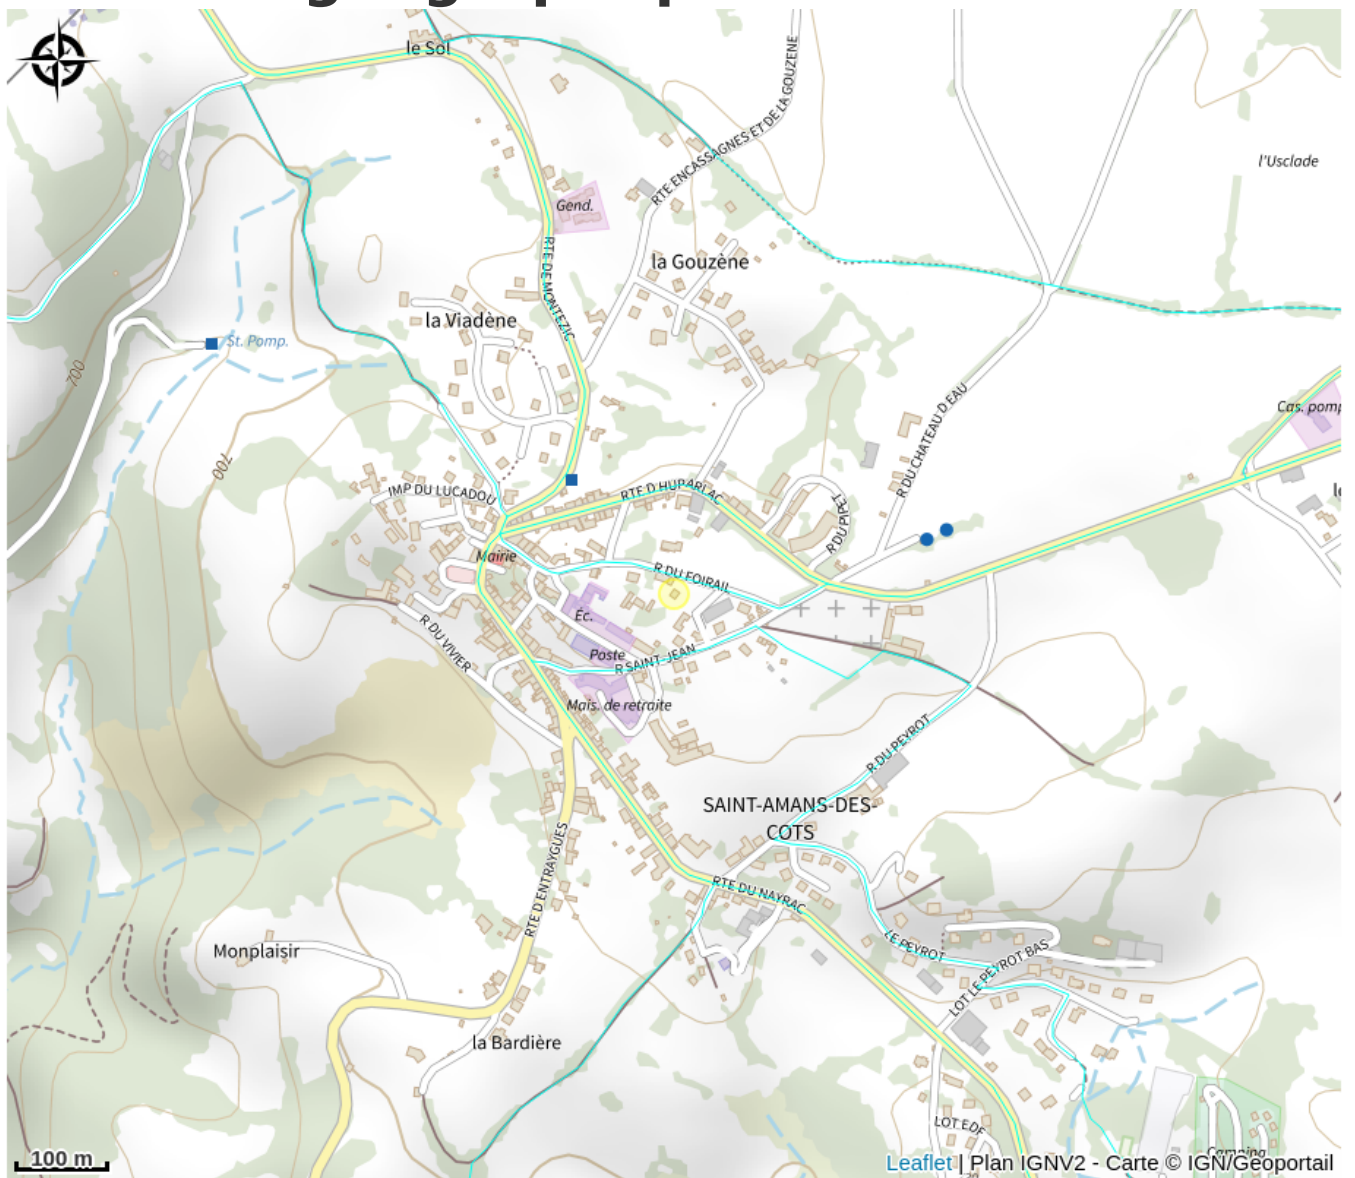 le Sol
RTE ENCASSAGNES ET DE LA GOUZENE
l'Usclade
Gend.
RTE DE MONTEZIC
la Gouzène
la Viadène
St. Pomp.
700
700
R DU CHATEAU D EAU
Cas. pomp
IMP DU LUCADOU
RTE D HUPARLAC
R DU PIPET
Mairie
R DU FOIRAIL
Éc.
R DU VIVIER
Poste
R SAINT-JEAN
Mais. de retraite
R DU PEYROT
SAINT-AMANS-DES-
COTS
RTE D ENTRAYGUES
RTE DU NAYRAC
LE PEYROT
Monplaisir
LOT LE PEYROT BAS
la Bardière
LOT EDF
Camping
100 m
Leaflet | Plan IGNV2 - Carte © IGN/Geoportail